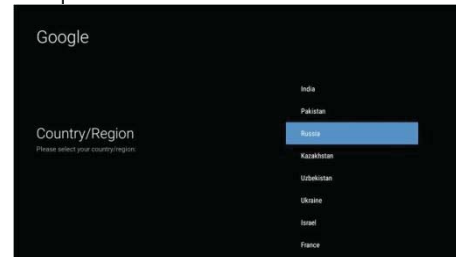 Google
India
Pakistan
Country/Region
Russia
Please select your country/region.
Kazakhstan
Uzbekistan
Ukraine
Israel
France